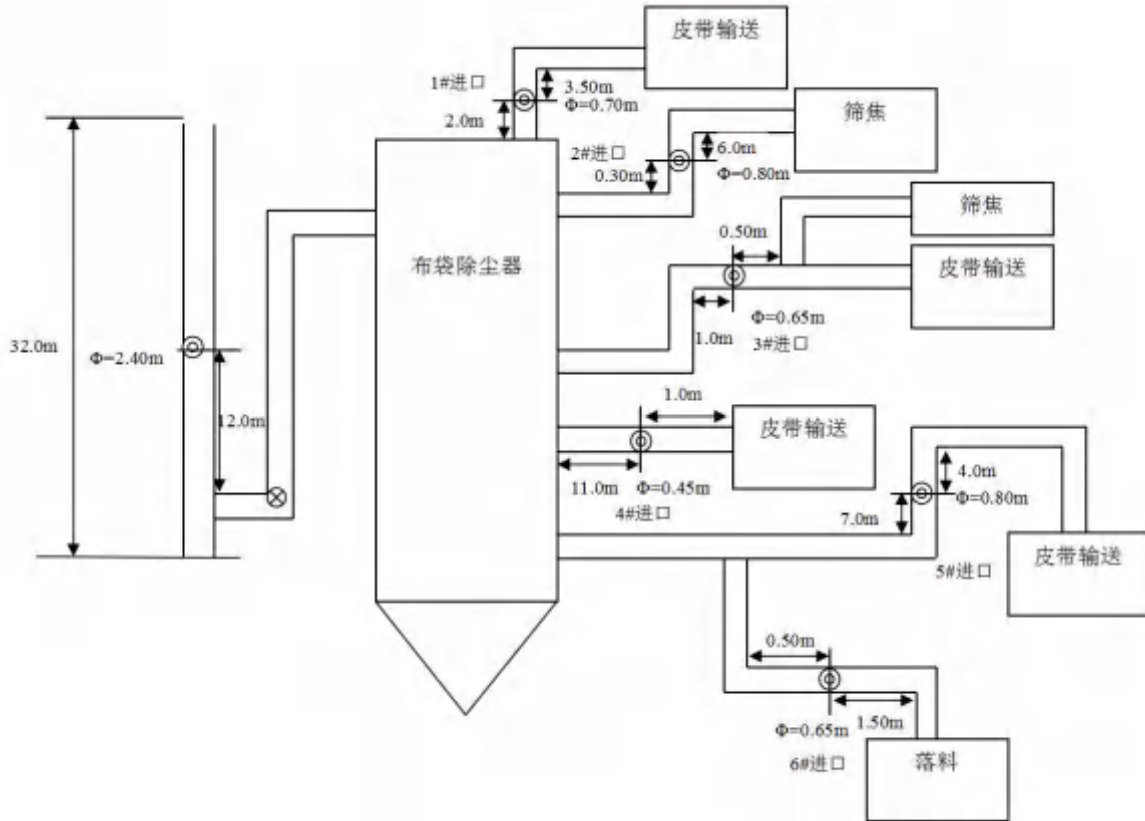 皮带输送
1#进口
3.50m
Φ=0.70m
2.0m
筛焦
2#进口
6.0m
0.30m
Φ=0.80m
筛焦
0.50m
皮带输送
布袋除尘器
Φ=0.65m
1.0m
3#进口
32.0m
Φ=2.40m
12.0m
1.0m
皮带输送
11.0m
Φ=0.45m
4#进口
4.0m
Φ=0.80m
7.0m
皮带输送
5#进口
0.50m
Φ=0.65m
1.50m
6#进口
落料